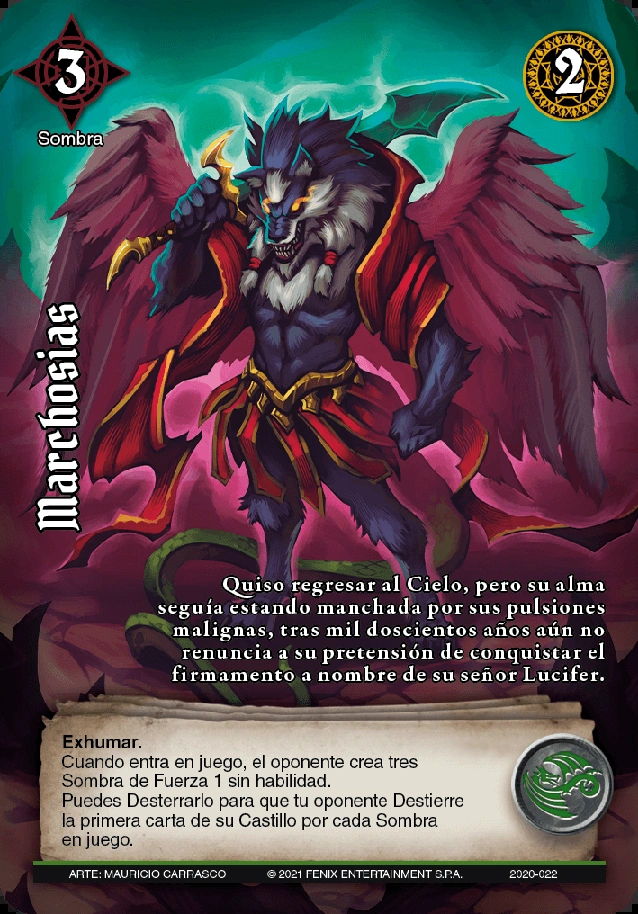 3
2
Sombra
Marchosias
Quiso regresar al Cielo, pero su alma
seguía estando manchada por sus pulsiones
malignas, tras mil doscientos años aún no
renuncia a su pretensión de conquistar el
firmamento a nombre de su señor Lucifer.
Exhumar.
Cuando entra en juego, el oponente crea tres
Sombra de Fuerza 1 sin habilidad.
Puedes Desterrarlo para que tu oponente Destierre
la primera carta de su Castillo por cada Sombra
en juego.
ARTE: MAURICIO CARRASCO © 2021 FENIX ENTERTAINMENT S.P.A. 2020-022